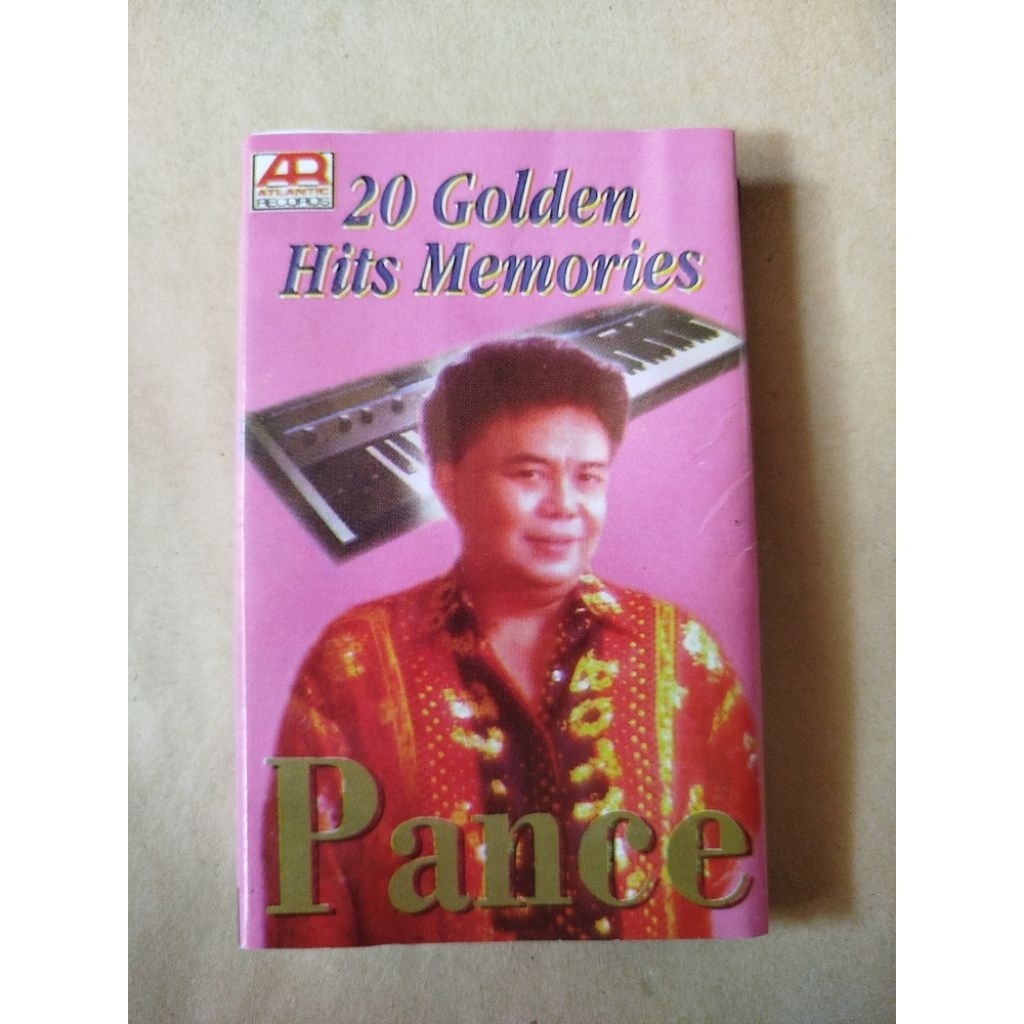 AR
ATLANTIC
RECORDS
20 Golden
Hits Memories
Pance